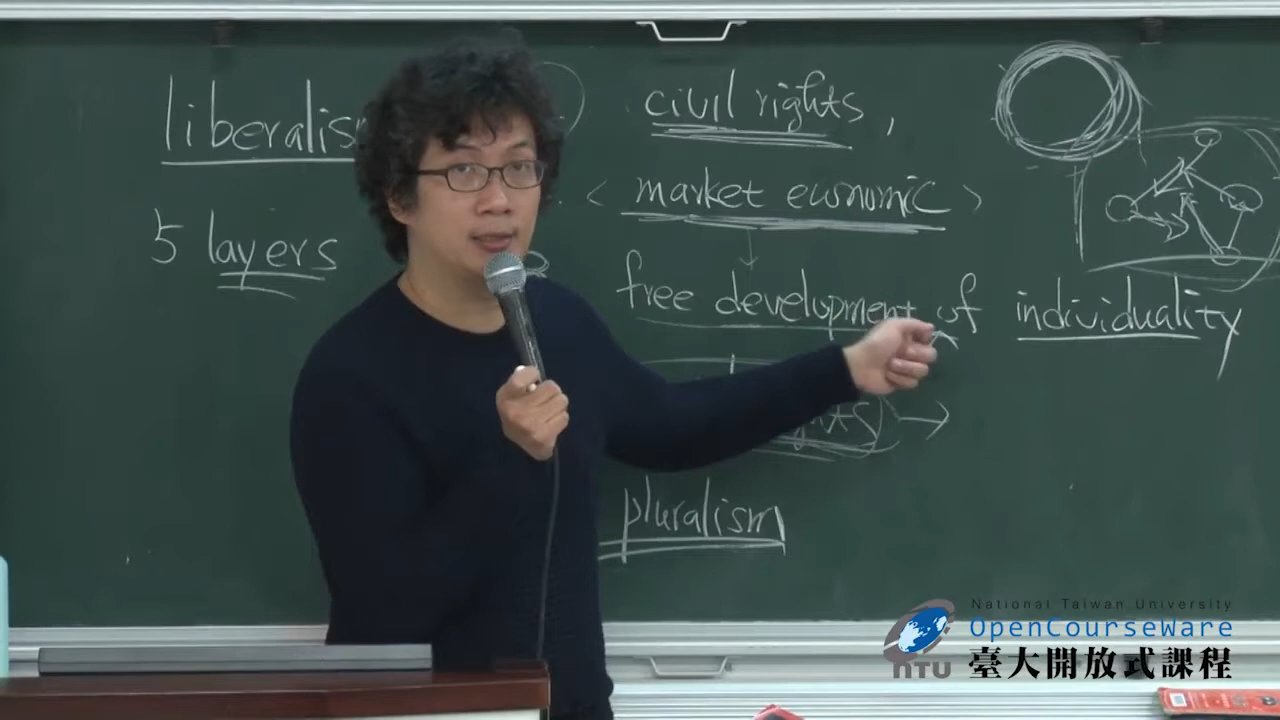 liberalism
5 layers
civil rights,
< market economic >
free development of individuality
pluralism
National Taiwan University
OpenCourseWare
臺大開放式課程
NTU